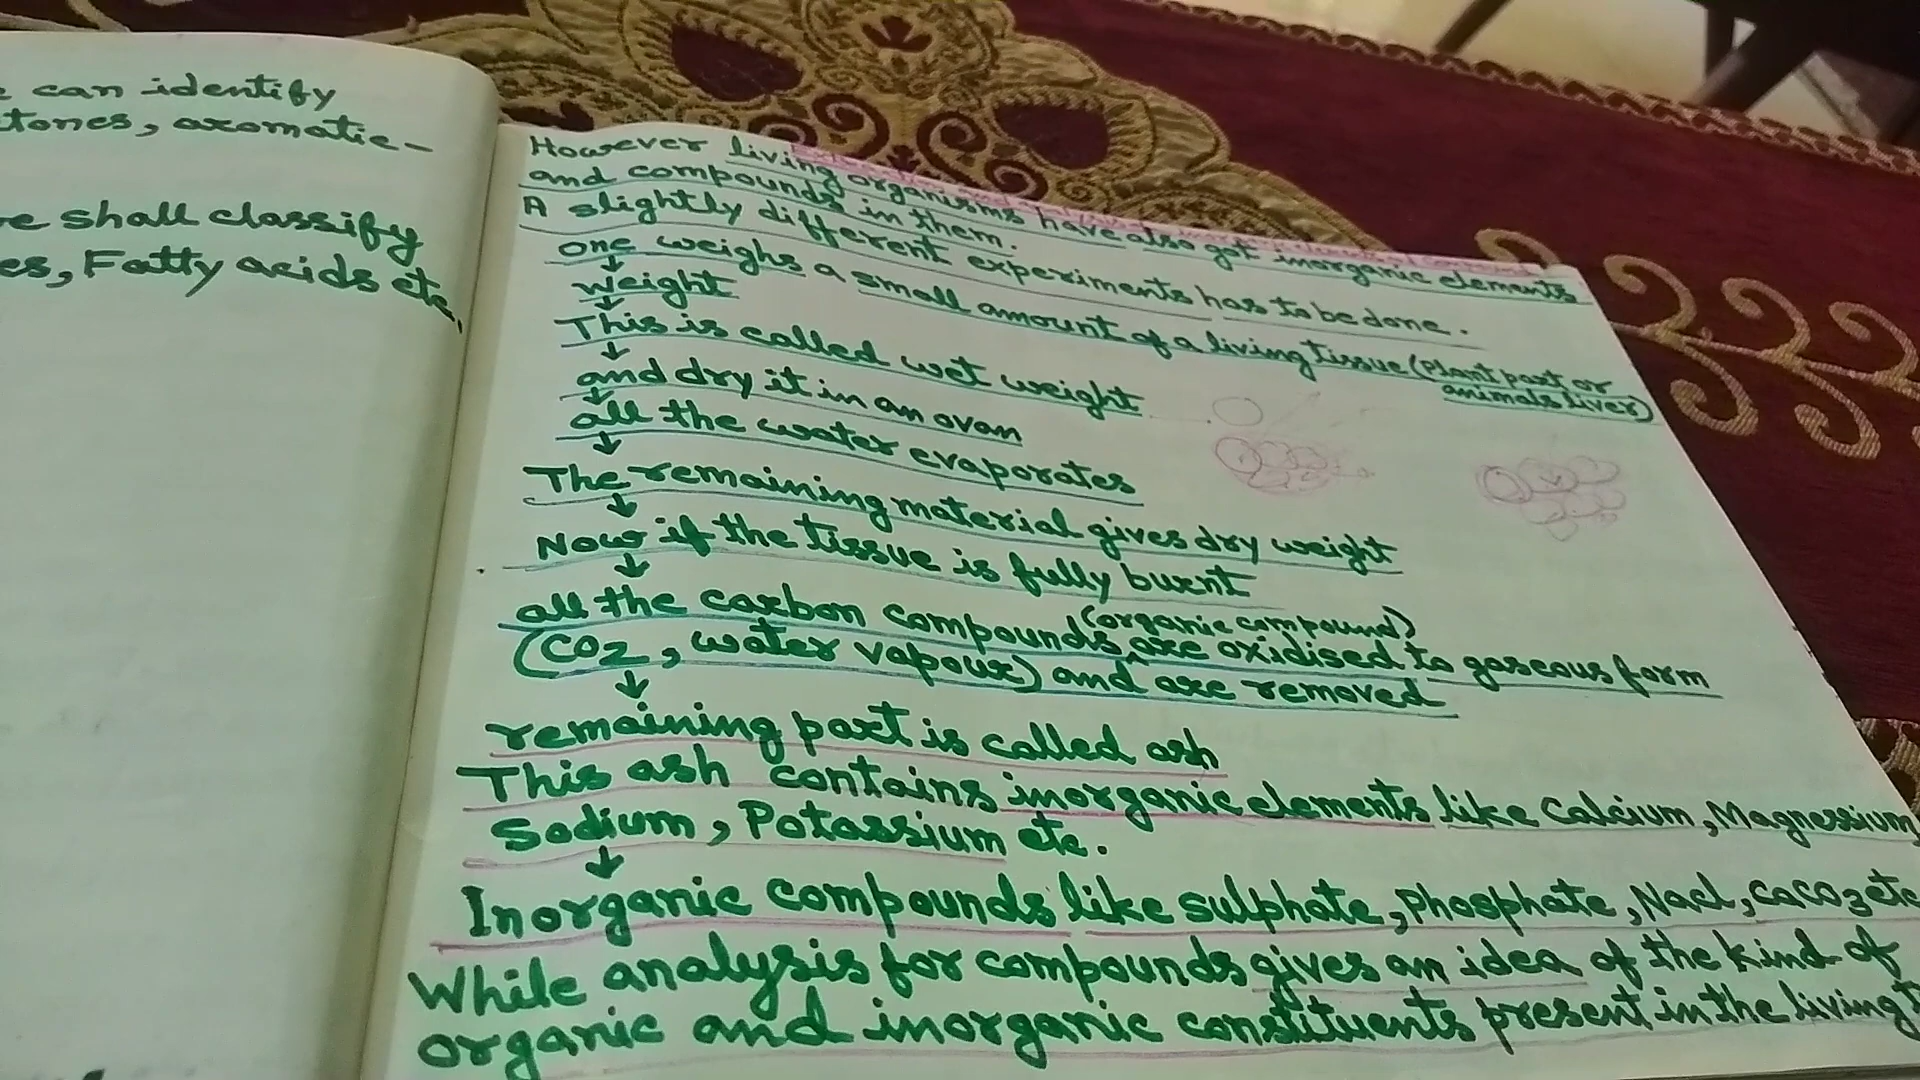 can identify
tones, aromatic-
shall classify
es, Fatty acids etc.
However living organisms have also got inorganic elements
and compounds in them.
A slightly different experiments has to be done.
one weighs a small amount of a living tissue (Plant part or
animals liver)
weight
↓
This is called wet weight
↓
and dry it in an ovan
↓
all the water evaporates
↓
The remaining material gives dry weight
↓
Now if the tissue is fully burnt
↓
(organic compound)
all the carbon compounds, are oxidised to gaseous form
(CO2, water vapour) and are removed
↓
remaining part is called ash
This ash contains inorganic elements like Calcium, Magnessium,
Sodium, Potassium etc.
↓
Inorganic compounds like sulphate, Phosphate, Nacl, CaCO3 etc
While analysis for compounds gives an idea of the kind of
organic and inorganic constituents present in the living